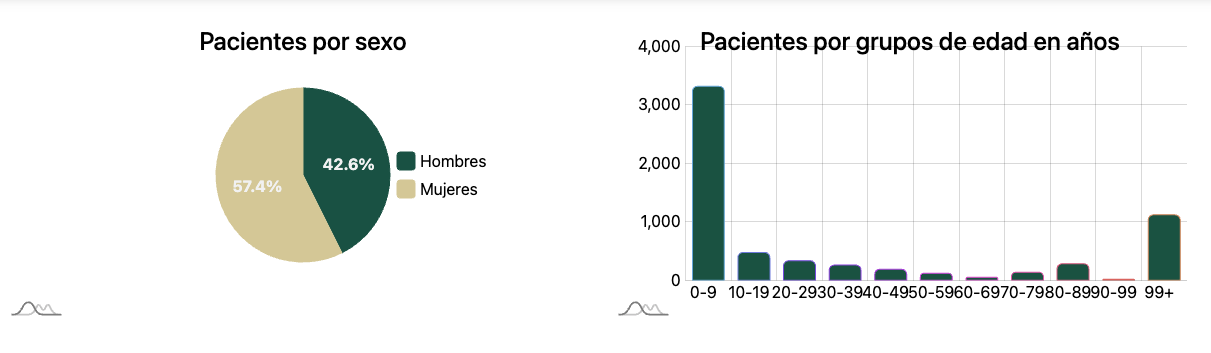 Pacientes por sexo
42.6%
57.4%
Hombres
Mujeres
Pacientes por grupos de edad en años
4,000
3,000
2,000
1,000
0
0-9 10-19 20-29 30-39 40-49 50-59 60-69 70-79 80-89 90-99 99+